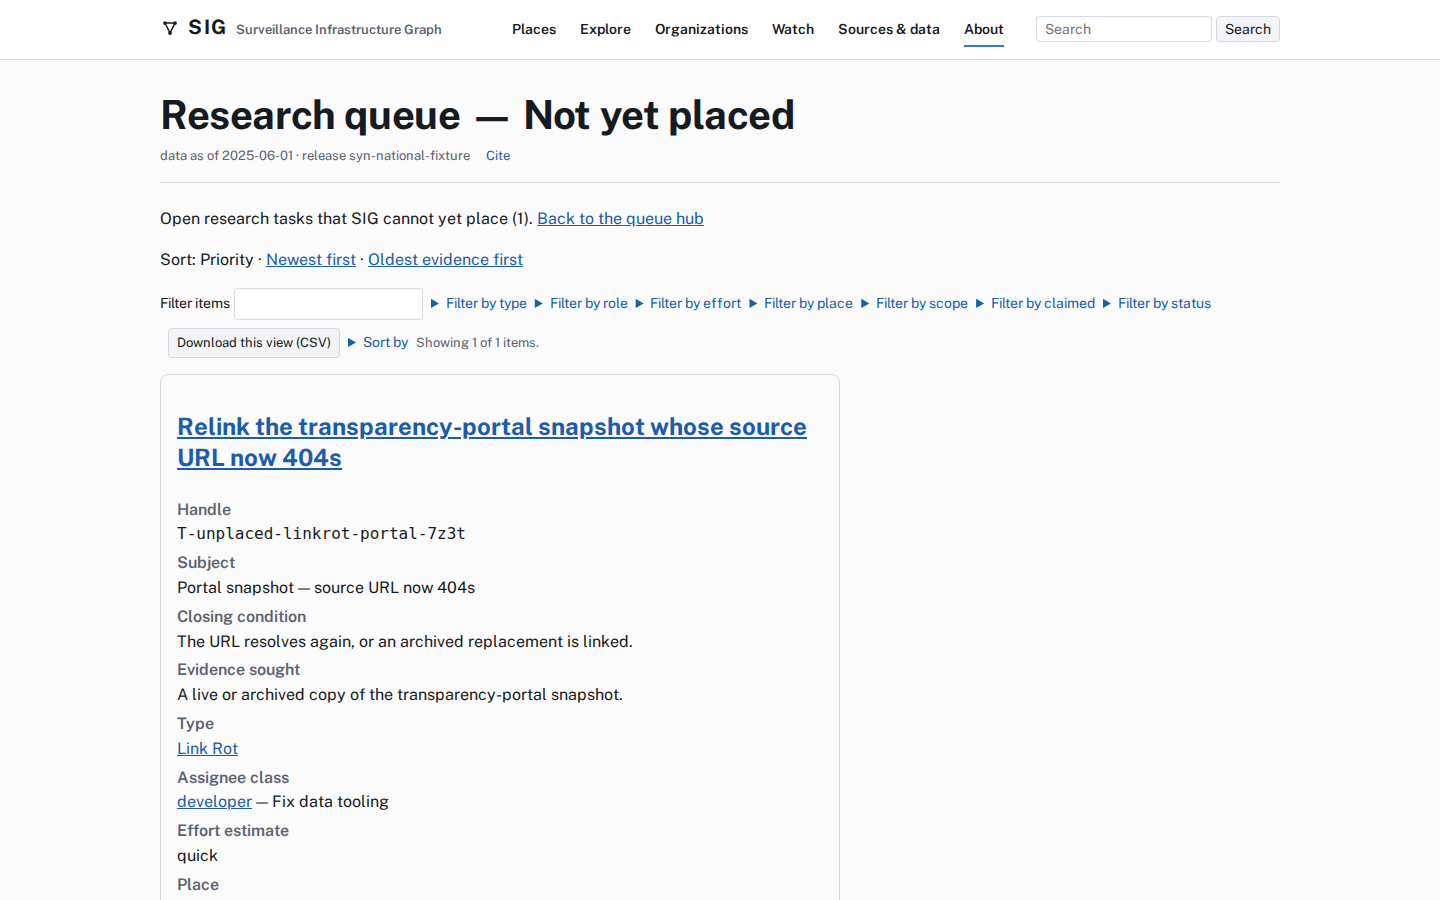 SIG Surveillance Infrastructure Graph Places Explore Organizations Watch Sources & data About Search Search
Research queue — Not yet placed
data as of 2025-06-01 · release syn-national-fixture Cite
Open research tasks that SIG cannot yet place (1). Back to the queue hub
Sort: Priority · Newest first · Oldest evidence first
Filter items Filter by type Filter by role Filter by effort Filter by place Filter by scope Filter by claimed Filter by status
Download this view (CSV) Sort by Showing 1 of 1 items.
Relink the transparency-portal snapshot whose source
URL now 404s
Handle
T-unplaced-linkrot-portal-7z3t
Subject
Portal snapshot — source URL now 404s
Closing condition
The URL resolves again, or an archived replacement is linked.
Evidence sought
A live or archived copy of the transparency-portal snapshot.
Type
Link Rot
Assignee class
developer — Fix data tooling
Effort estimate
quick
Place